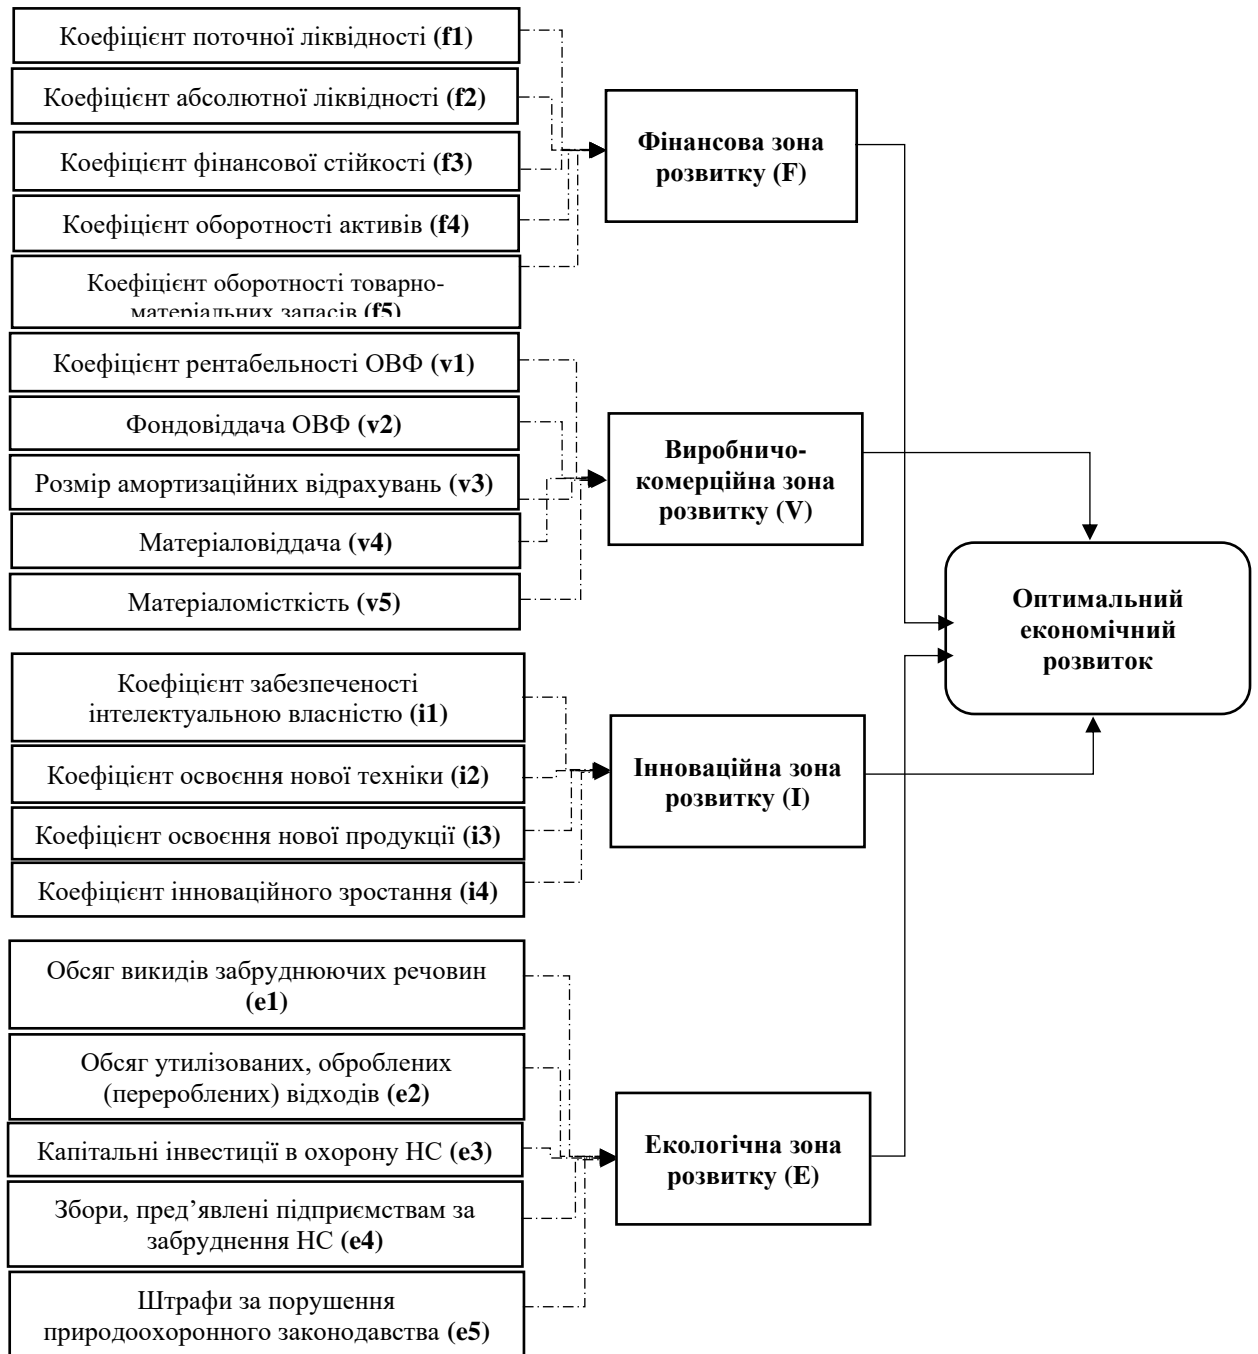 Коефіцієнт поточної ліквідності (f1)
Коефіцієнт абсолютної ліквідності (f2)
Коефіцієнт фінансової стійкості (f3)
Коефіцієнт оборотності активів (f4)
Коефіцієнт оборотності товарно-
матеріальних запасів (f5)
Фінансова зона
розвитку (F)
Коефіцієнт рентабельності ОВФ (v1)
Фондовіддача ОВФ (v2)
Розмір амортизаційних відрахувань (v3)
Матеріаловіддача (v4)
Матеріаломісткість (v5)
Виробничо-
комерційна зона
розвитку (V)
Оптимальний
економічний
розвиток
Коефіцієнт забезпеченості
інтелектуальною власністю (i1)
Коефіцієнт освоєння нової техніки (i2)
Коефіцієнт освоєння нової продукції (i3)
Коефіцієнт інноваційного зростання (i4)
Інноваційна зона
розвитку (I)
Обсяг викидів забруднюючих речовин
(e1)
Обсяг утилізованих, оброблених
(перероблених) відходів (e2)
Капітальні інвестиції в охорону НС (e3)
Збори, пред’явлені підприємствам за
забруднення НС (e4)
Штрафи за порушення
природоохоронного законодавства (e5)
Екологічна зона
розвитку (E)